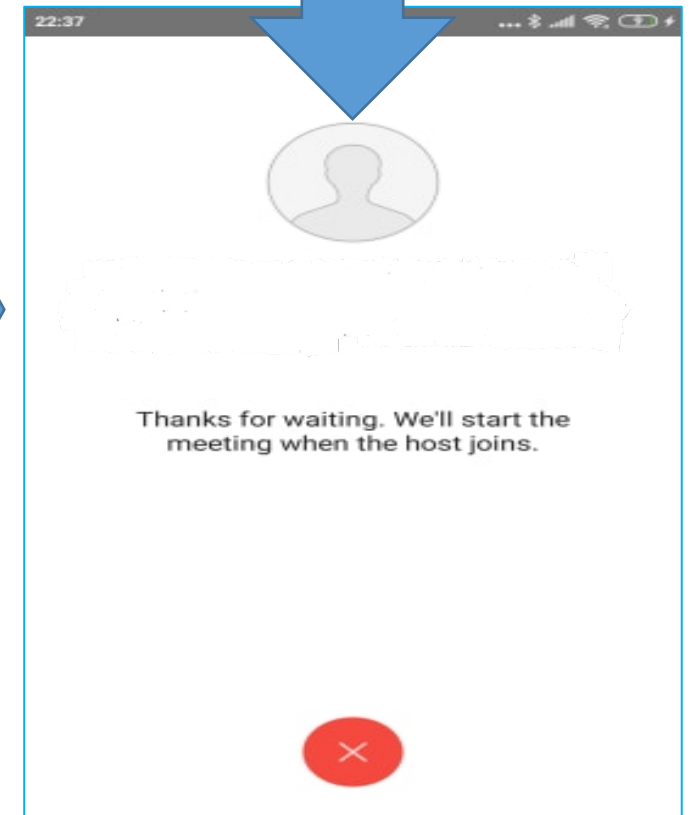 22:37
Thanks for waiting. We'll start the
meeting when the host joins.